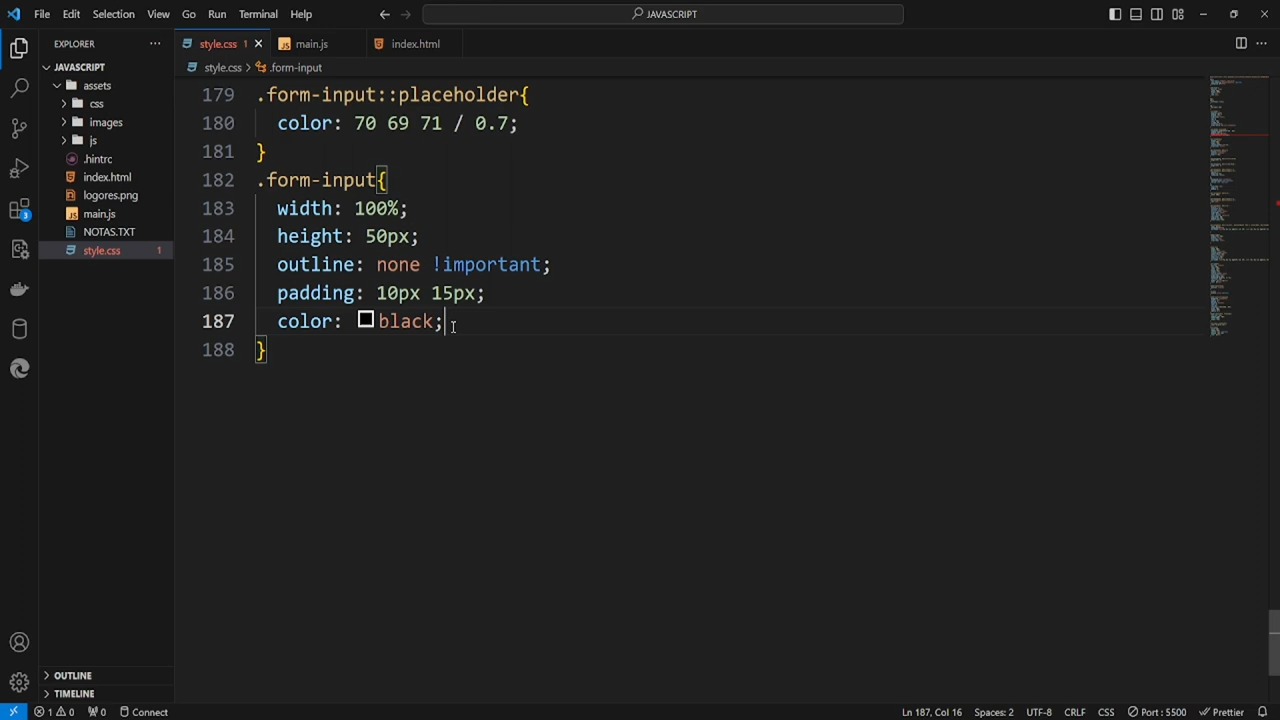 File Edit Selection View Go Run Terminal Help
JAVASCRIPT
EXPLORER
JAVASCRIPT
assets
css
images
js
.hintrc
index.html
logores.png
main.js
NOTAS.TXT
style.css 1
OUTLINE
TIMELINE
3
style.css 1 main.js index.html
style.css > .form-input
179 .form-input::placeholder{
180 color: 70 69 71 / 0.7;
181 }
182 .form-input{
183 width: 100%;
184 height: 50px;
185 outline: none !important;
186 padding: 10px 15px;
187 color: black;
188 }
1 0 0 Connect Ln 187, Col 16 Spaces: 2 UTF-8 CRLF CSS Port : 5500 Prettier